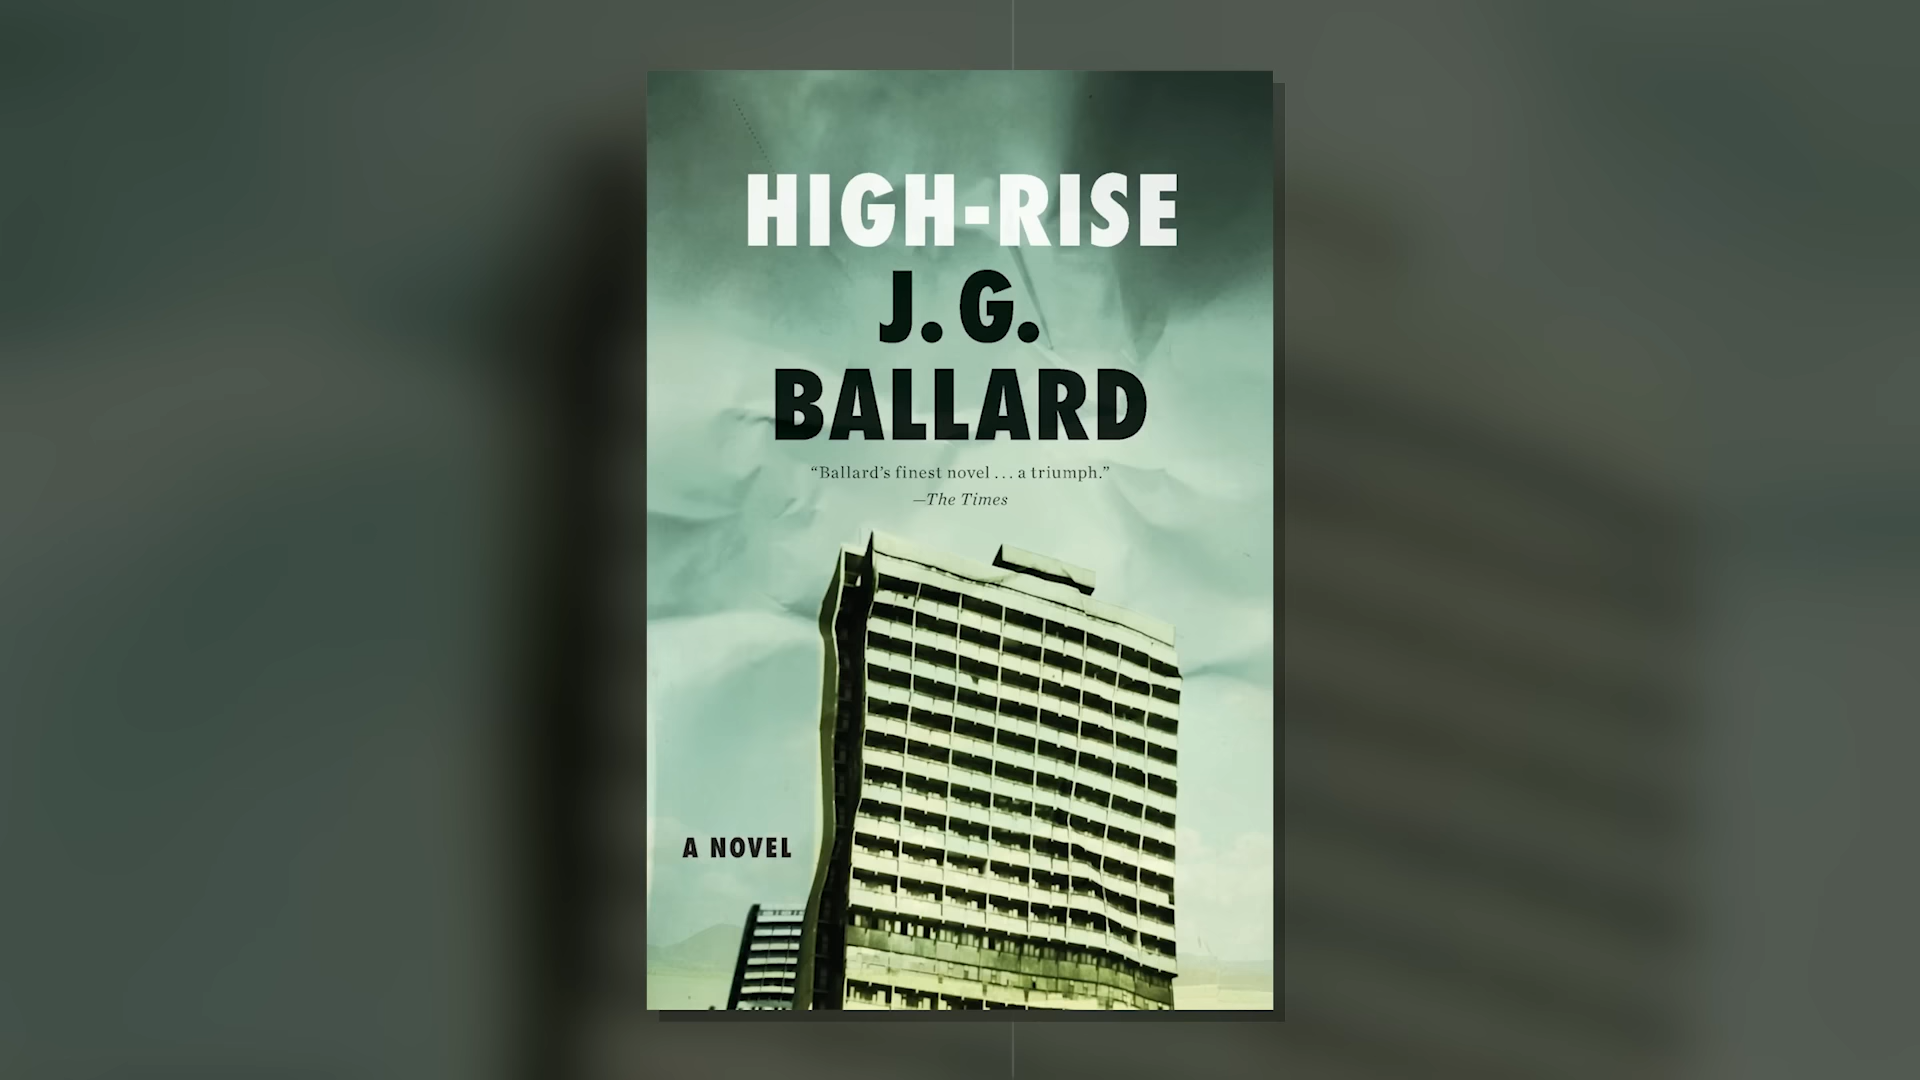 HIGH-RISE
J. G.
BALLARD
“Ballard’s finest novel . . . a triumph.”
—The Times
A NOVEL